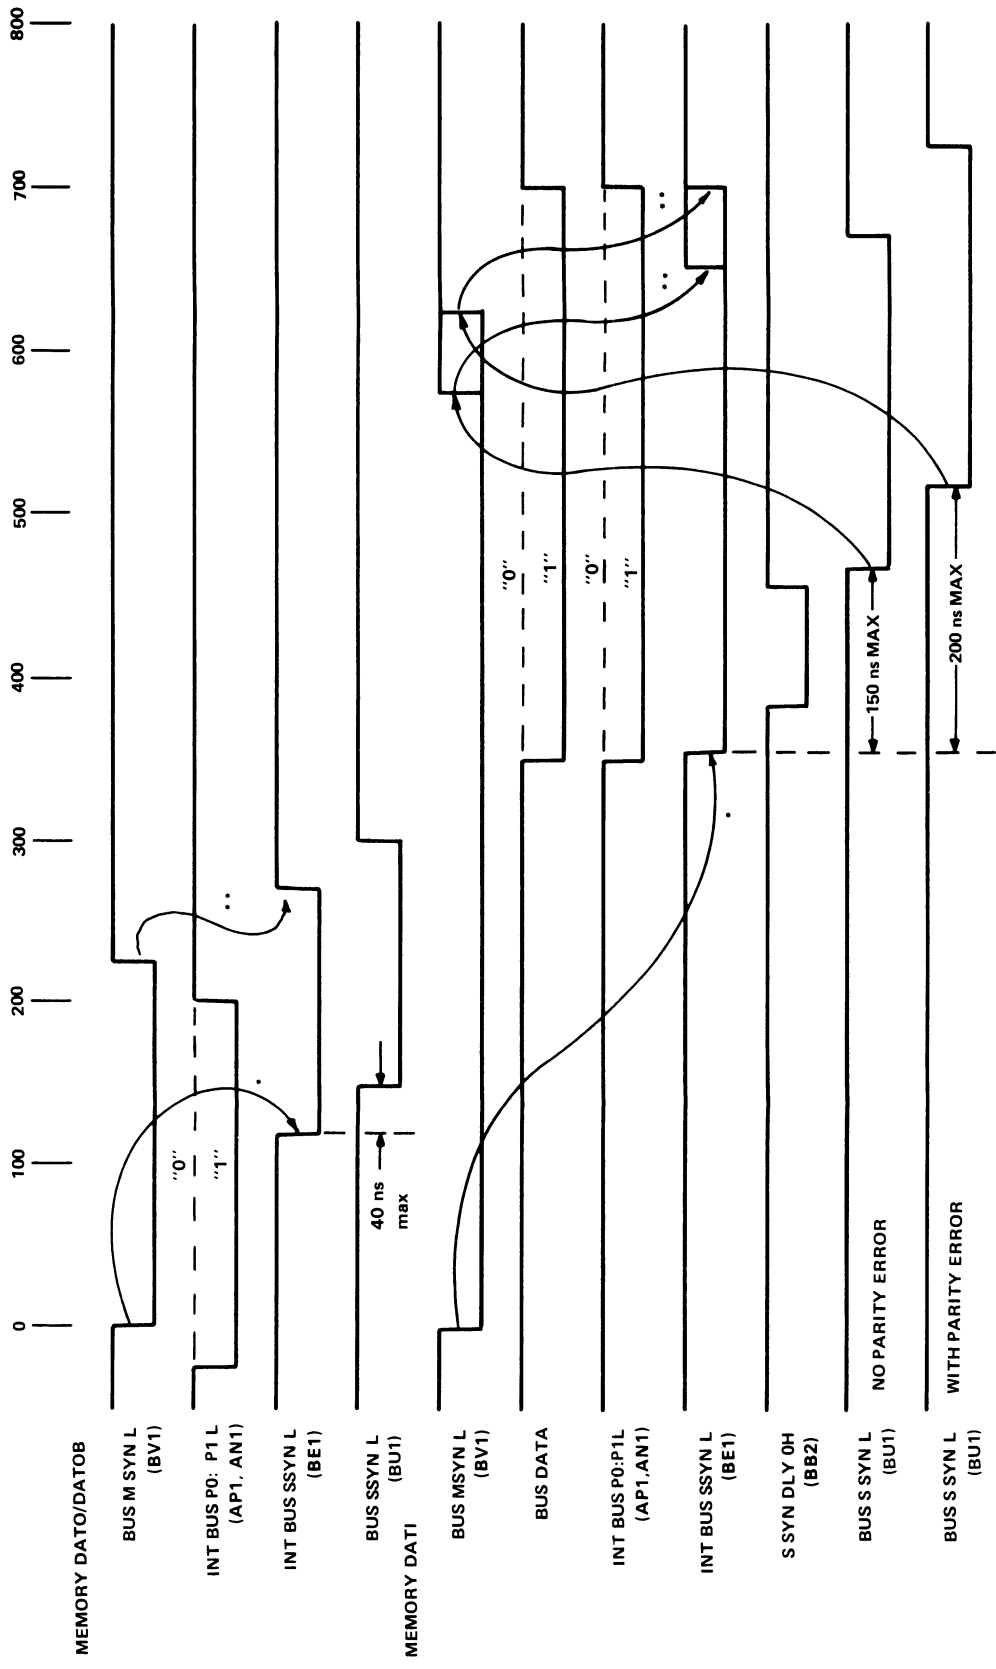 0 100 200 300 400 500 600 700 800
MEMORY DATO/DATOB
BUS M SYN L
(BV1)
INT BUS P0: P1 L
(AP1, AN1)
"0"
"1"
INT BUS SSYN L
(BE1)
*
**
BUS SSYN L
(BU1)
40 ns
max
MEMORY DATI
BUS MSYN L
(BV1)
BUS DATA
"0"
"1"
INT BUS P0:P1L
(AP1,AN1)
"0"
"1"
INT BUS SSYN L
(BE1)
*
**
**
S SYN DLY 0H
(BB2)
BUS S SYN L
(BU1)
NO PARITY ERROR
150 ns MAX
BUS S SYN L
(BU1)
WITH PARITY ERROR
200 ns MAX